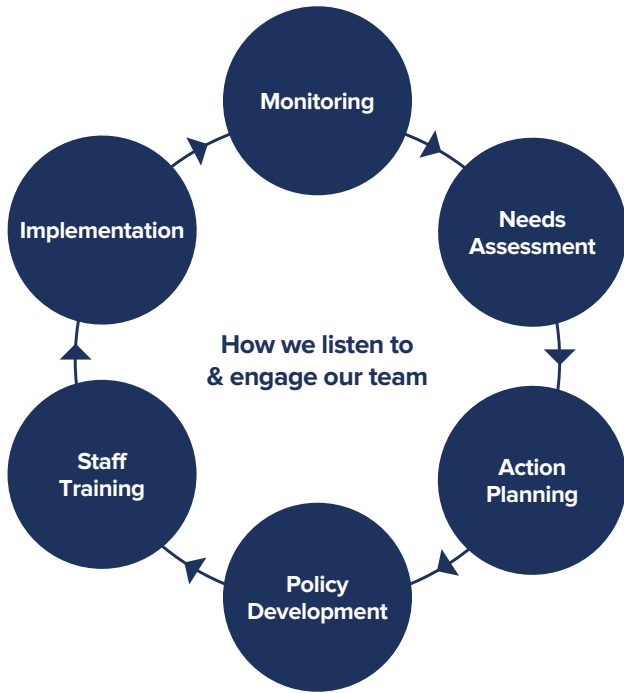 Monitoring
Needs
Assessment
Action
Planning
Policy
Development
Staff
Training
Implementation
How we listen to
& engage our team